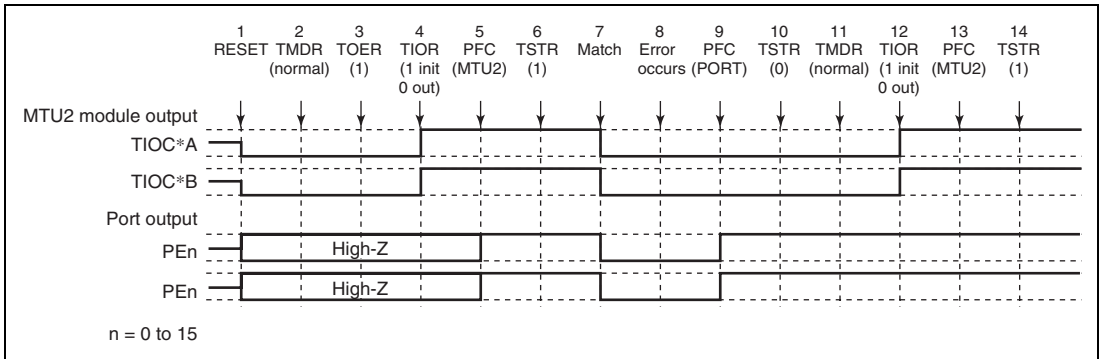 1 2 3 4 5 6 7 8 9 10 11 12 13 14
RESET TMDR TOER TIOR PFC TSTR Match Error PFC TSTR TMDR TIOR PFC TSTR
(normal) (1) (1 init (MTU2) (1) occurs (PORT) (0) (normal) (1 init (MTU2) (1)
0 out) 0 out)
MTU2 module output
TIOC*A
TIOC*B
Port output
PEn High-Z
PEn High-Z
n = 0 to 15